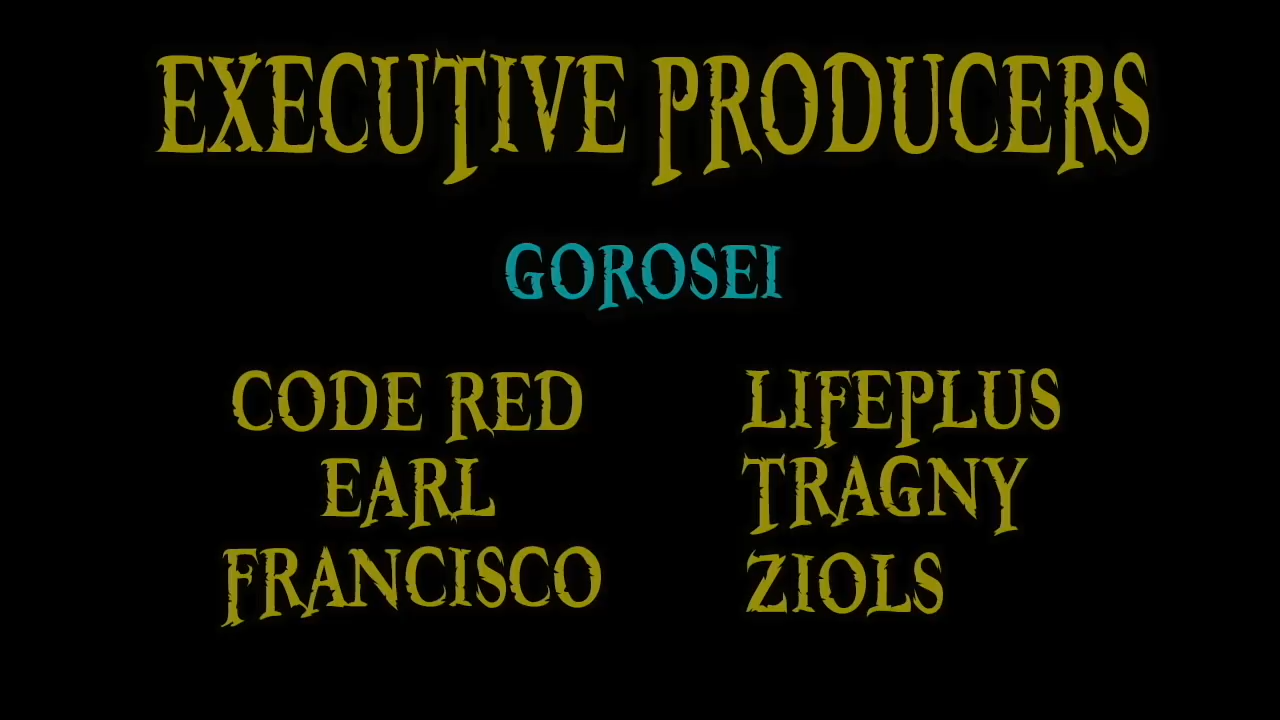 EXECUTIVE PRODUCERS
GOROSEI
CODE RED
EARL
FRANCISCO
LIFEPLUS
TRAGNY
ZIOLS